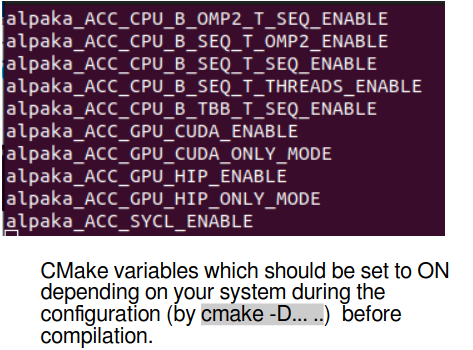 alpaka_ACC_CPU_B_OMP2_T_SEQ_ENABLE
alpaka_ACC_CPU_B_SEQ_T_OMP2_ENABLE
alpaka_ACC_CPU_B_SEQ_T_SEQ_ENABLE
alpaka_ACC_CPU_B_SEQ_T_THREADS_ENABLE
alpaka_ACC_CPU_B_TBB_T_SEQ_ENABLE
alpaka_ACC_GPU_CUDA_ENABLE
alpaka_ACC_GPU_CUDA_ONLY_MODE
alpaka_ACC_GPU_HIP_ENABLE
alpaka_ACC_GPU_HIP_ONLY_MODE
alpaka_ACC_SYCL_ENABLE
CMake variables which should be set to ON
depending on your system during the
configuration (by cmake -D... ..) before
compilation.